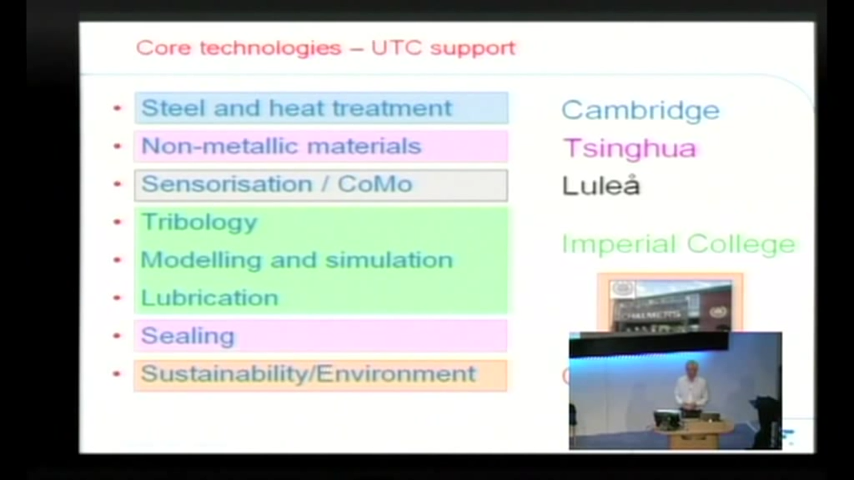 Core technologies – UTC support
• Steel and heat treatment
Cambridge
• Non-metallic materials
Tsinghua
• Sensorisation / CoMo
Luleå
• Tribology
• Modelling and simulation
Imperial College
• Lubrication
• Sealing
• Sustainability/Environment